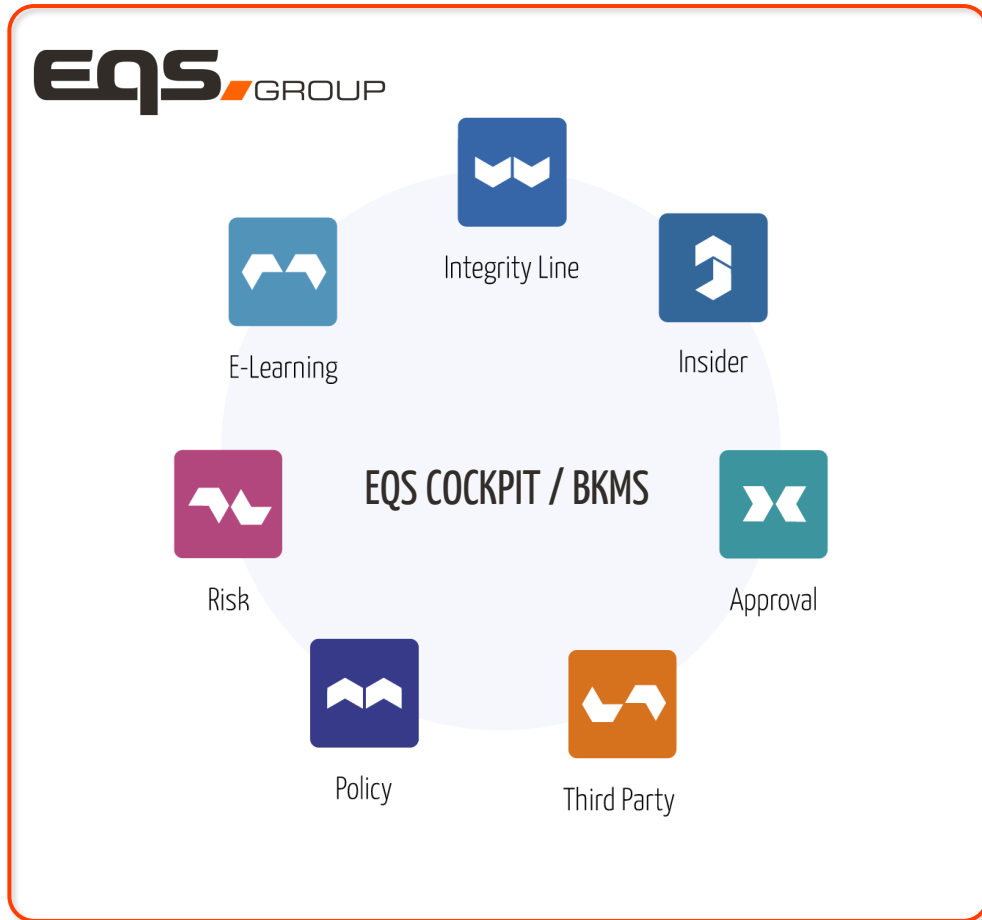 EQS GROUP
Integrity Line
E-Learning
Insider
EQS COCKPIT / BKMS
Risk
Approval
Policy
Third Party